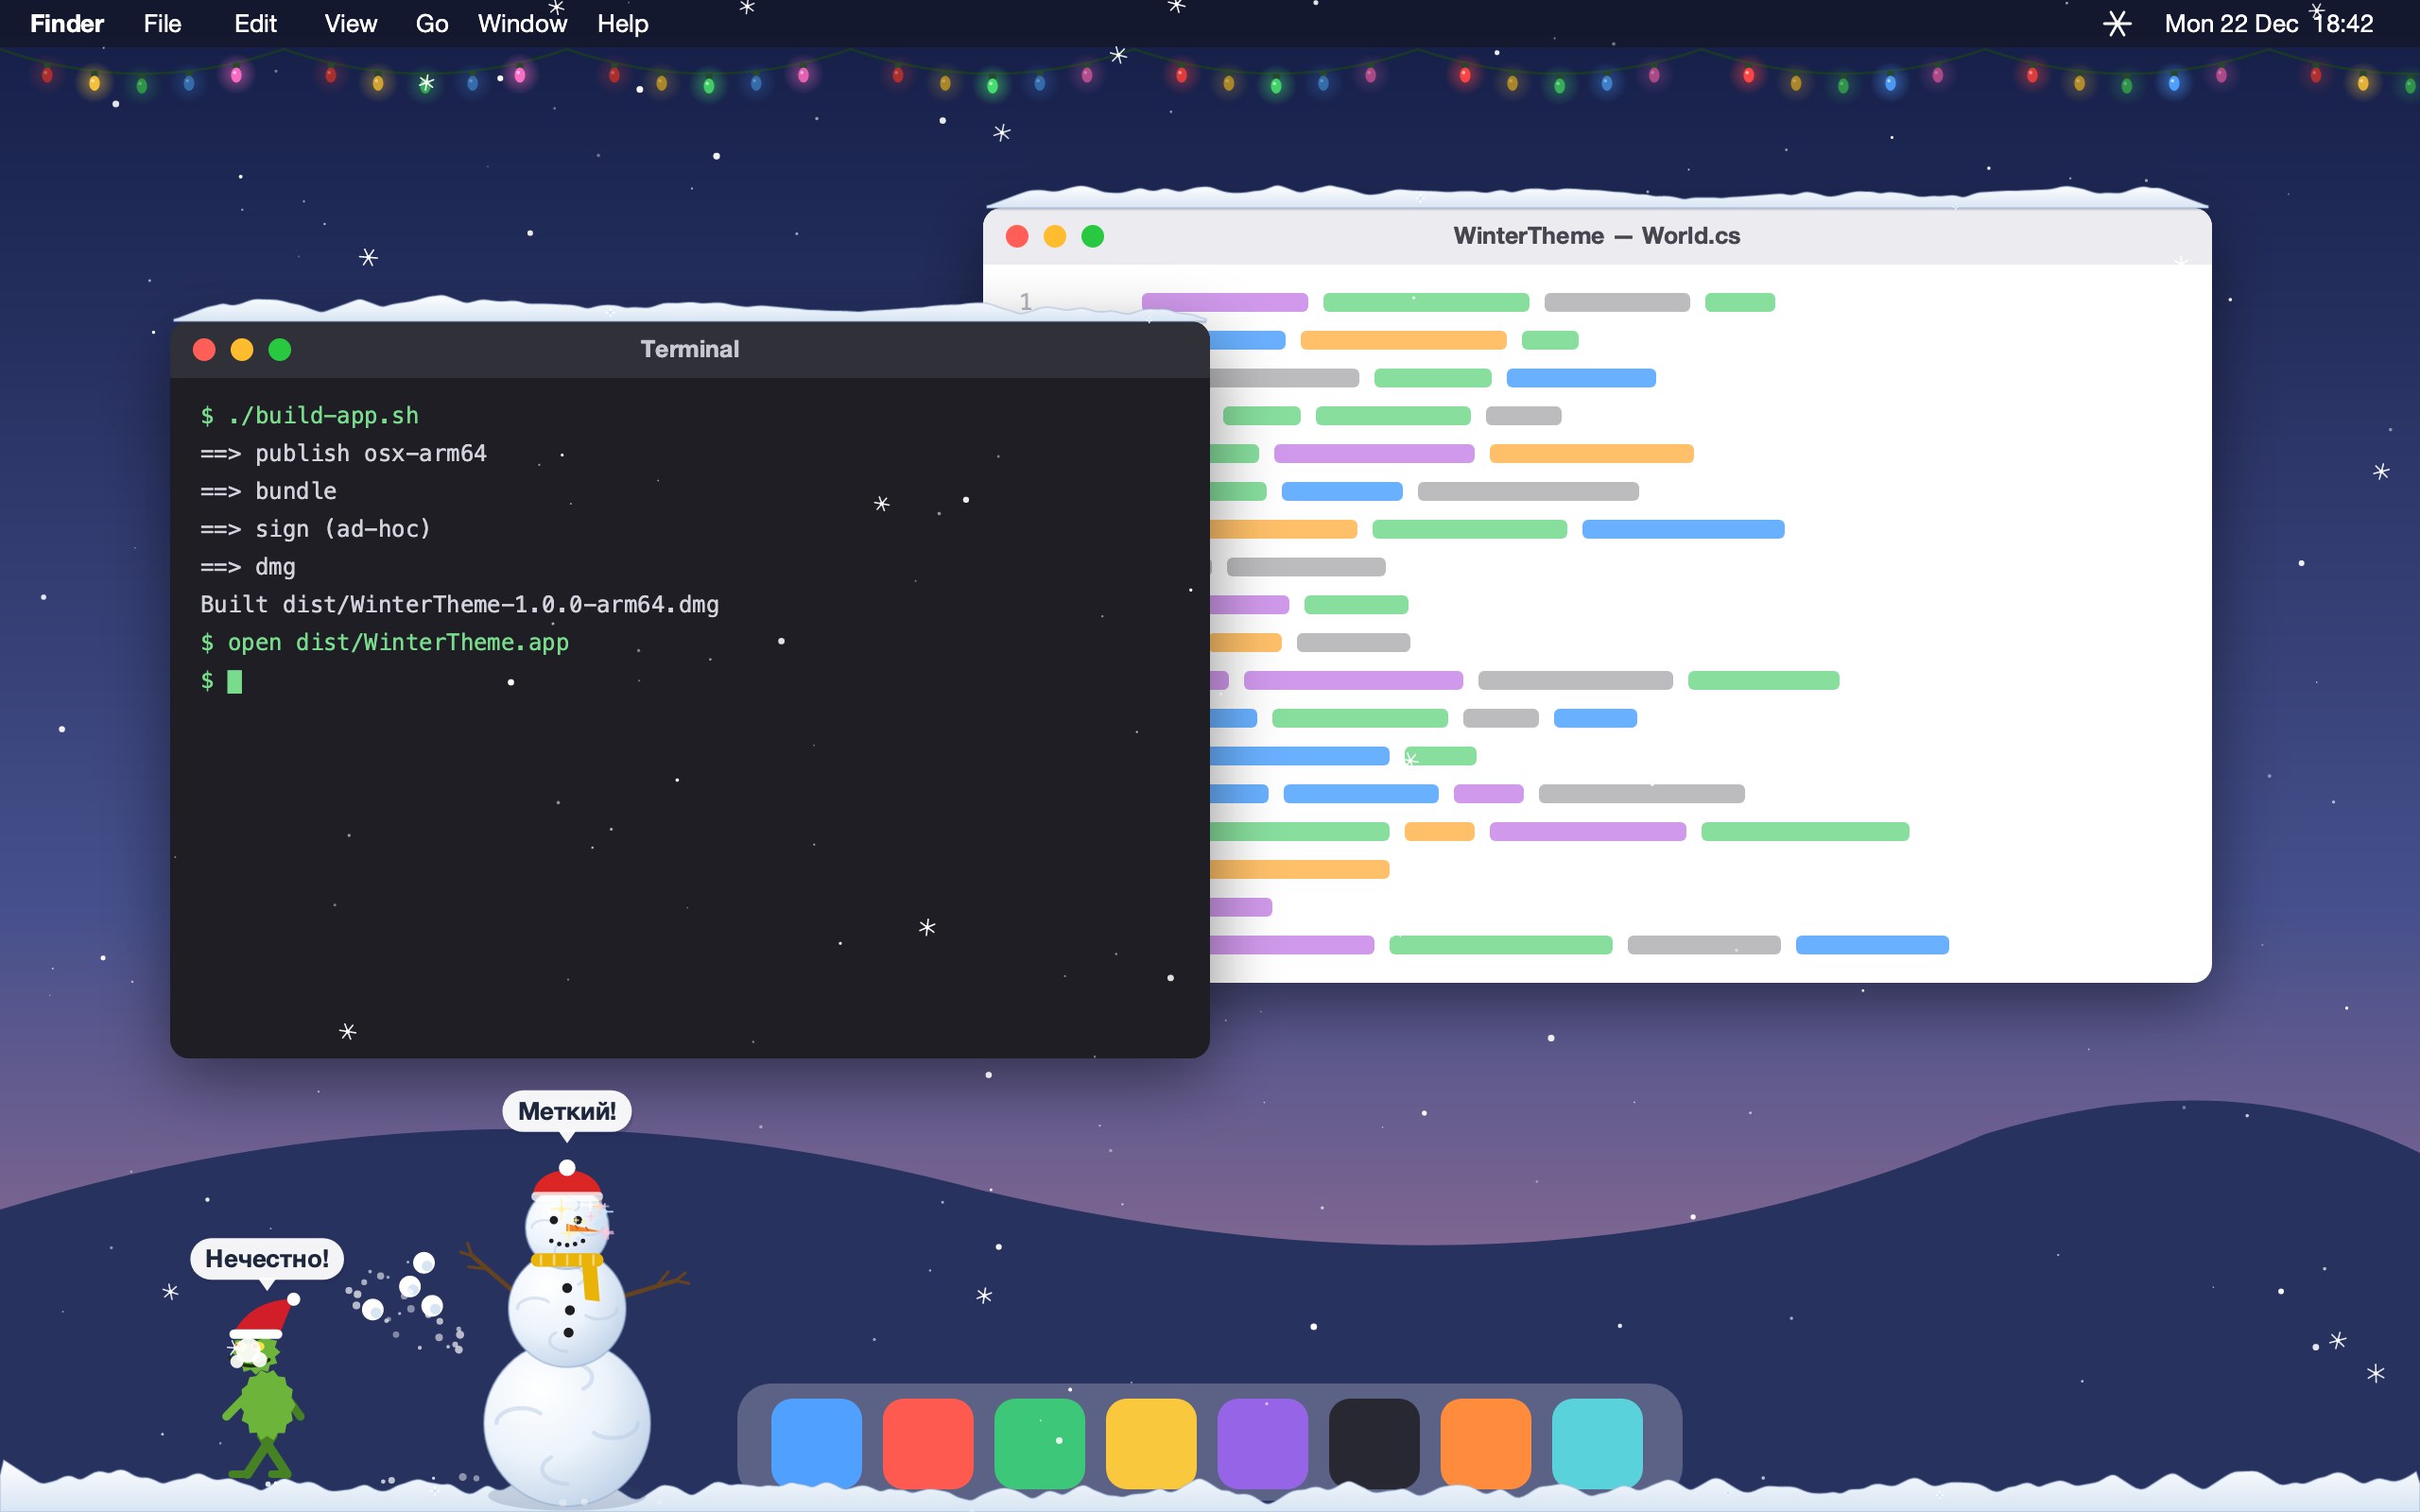 Finder File Edit View Go Window Help Mon 22 Dec 18:42
WinterTheme — World.cs
1
Terminal
$ ./build-app.sh
==> publish osx-arm64
==> bundle
==> sign (ad-hoc)
==> dmg
Built dist/WinterTheme-1.0.0-arm64.dmg
$ open dist/WinterTheme.app
$
Меткий!
Нечестно!